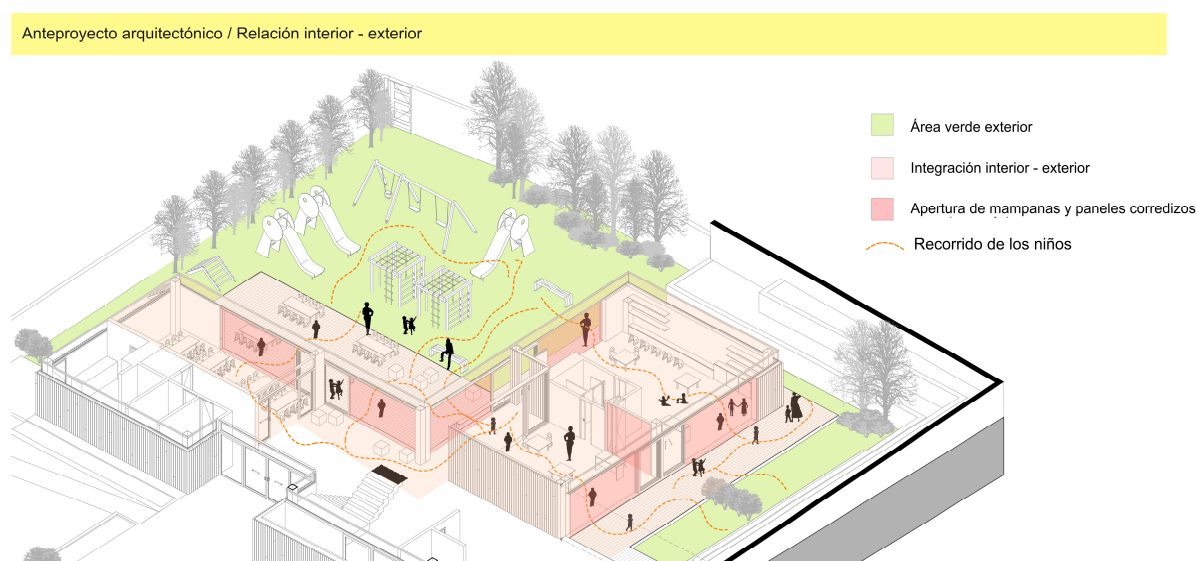 Anteproyecto arquitectónico / Relación interior - exterior
Área verde exterior
Integración interior - exterior
Apertura de mampanas y paneles corredizos
Recorrido de los niños